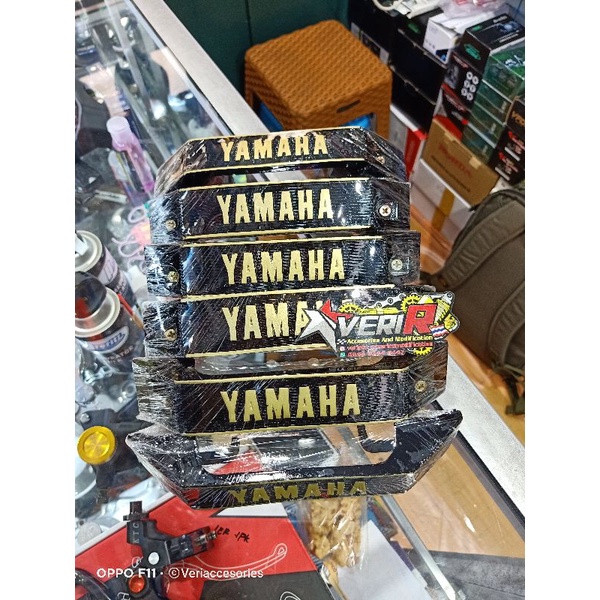 YAMAHA
YAMAHA
YAMAHA
YAMA
VERI R
Accessories And Modification
YAMAHA
YAMAHA
OPPO F11 · ©Veriaccesories